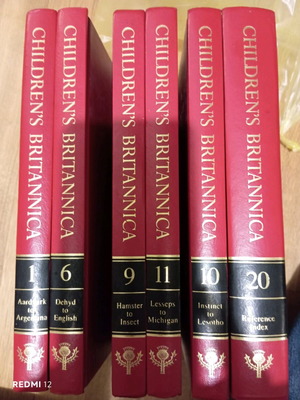 CHILDREN'S BRITANNICA
1
Aardvark
to
Argentina
CHILDREN'S BRITANNICA
6
Dehyd
to
English
CHILDREN'S BRITANNICA
9
Hamster
to
Insect
CHILDREN'S BRITANNICA
11
Lesseps
to
Michigan
CHILDREN'S BRITANNICA
10
Instinct
to
Lesotho
CHILDREN'S BRITANNICA
20
Reference
Index
REDMI 12